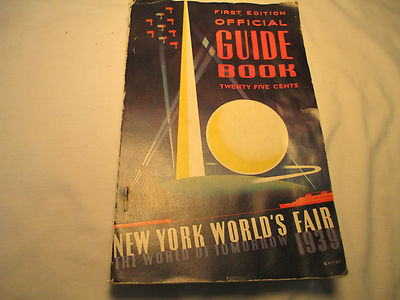 FIRST EDITION
OFFICIAL
GUIDE
BOOK
TWENTY FIVE CENTS
NEW YORK WORLD'S FAIR
THE WORLD OF TOMORROW 1939